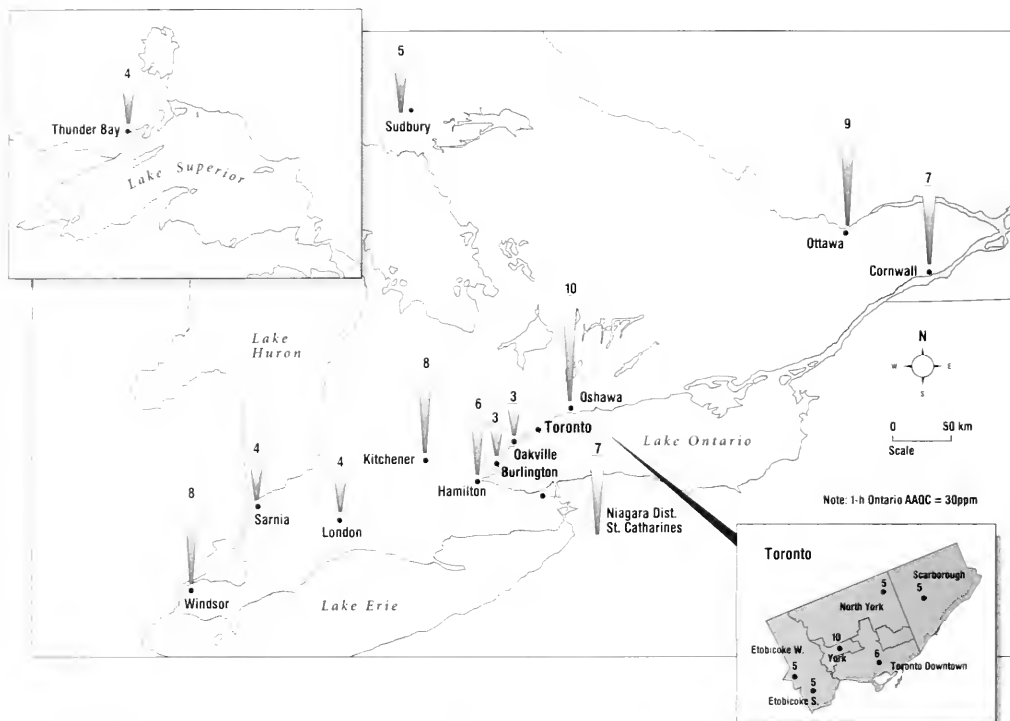 4
Thunder Bay
Lake Superior
5
Sudbury
9
Ottawa
7
Cornwall
10
Oshawa
Lake
Huron
N
W
E
S
8
Kitchener
6
3
3
Toronto
Oakville
Burlington
Hamilton
Lake Ontario
0 50 km
Scale
4
Sarnia
4
London
7
Niagara Dist.
St. Catharines
Note: 1-h Ontario AAQC = 30ppm
8
Windsor
Lake Erie
Toronto
Scarborough
5
5
North York
10
York
6
Toronto Downtown
Etobicoke W.
5
5
Etobicoke S.